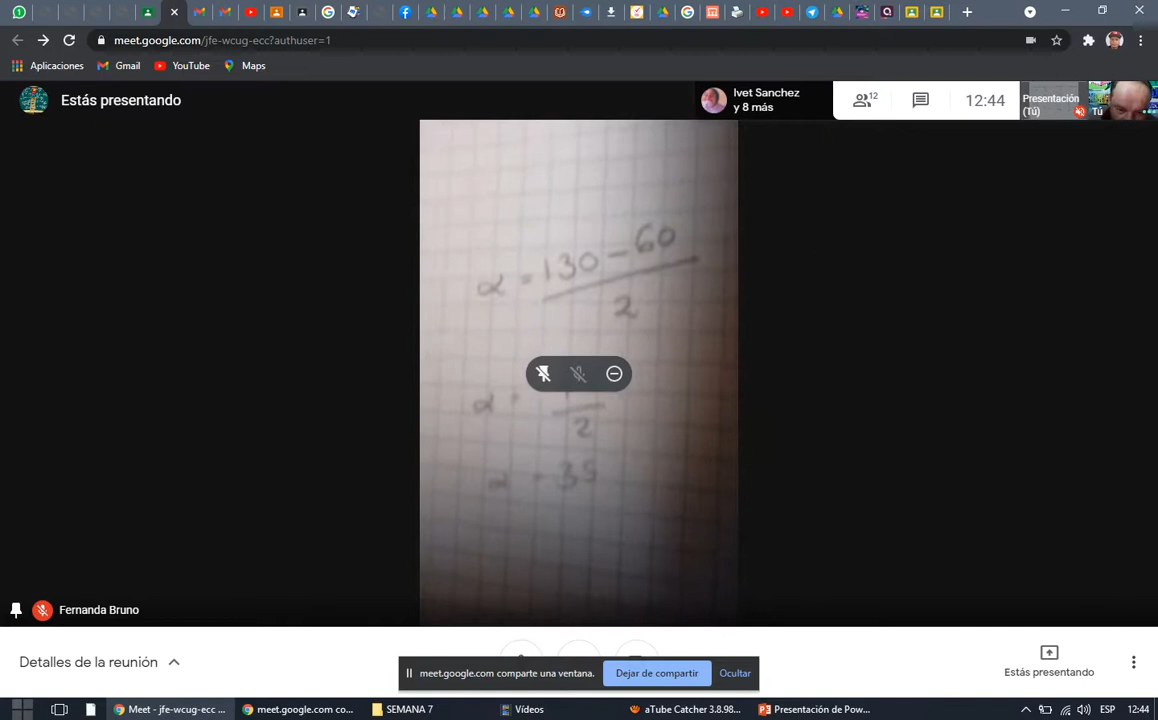 meet.google.com/jfe-wcug-ecc?authuser=1
Aplicaciones
Gmail
YouTube
Maps
Estás presentando
Ivet Sanchez
y 8 más
12
12:44
Presentación
(Tú)
Tú
α = 130 - 60
2
α =
2
α = 35
Fernanda Bruno
Detalles de la reunión
meet.google.com comparte una ventana.
Dejar de compartir
Ocultar
Estás presentando
Meet - jfe-wcug-ecc ...
meet.google.com co...
SEMANA 7
Vídeos
aTube Catcher 3.8.98...
Presentación de Pow...
ESP
12:44